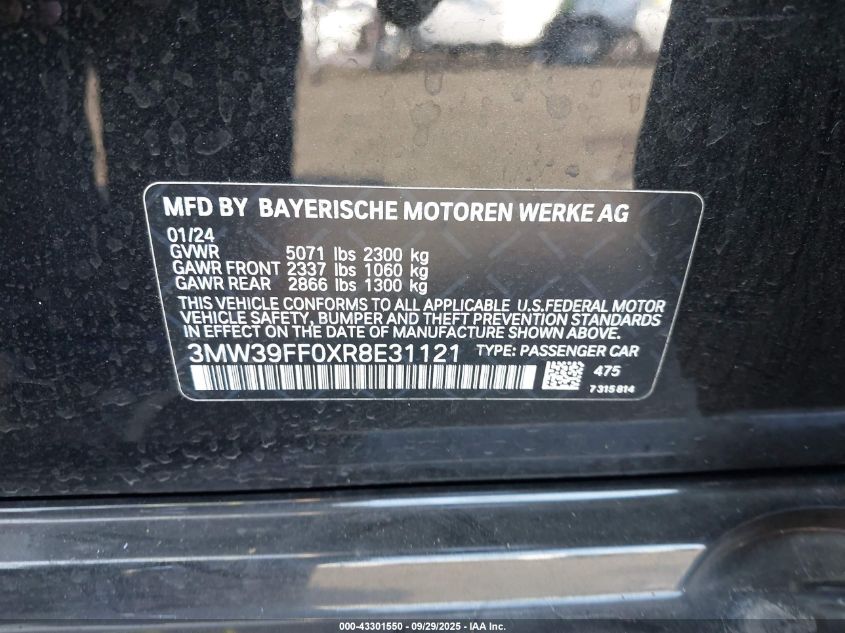 MFD BY BAYERISCHE MOTOREN WERKE AG
01/24
GVWR 5071 lbs 2300 kg
GAWR FRONT 2337 lbs 1060 kg
GAWR REAR 2866 lbs 1300 kg
THIS VEHICLE CONFORMS TO ALL APPLICABLE U.S.FEDERAL MOTOR
VEHICLE SAFETY, BUMPER AND THEFT PREVENTION STANDARDS
IN EFFECT ON THE DATE OF MANUFACTURE SHOWN ABOVE.
3MW39FF0XR8E31121 TYPE: PASSENGER CAR
475
7315814
000-43301550 - 09/29/2025 - IAA Inc.